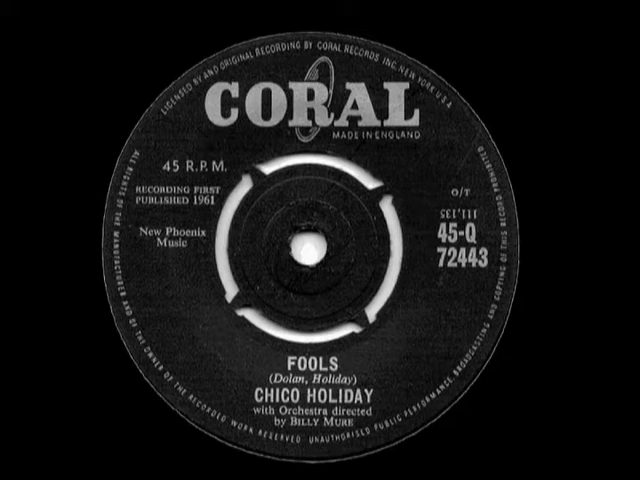 LICENSED BY AND ORIGINAL RECORDING BY CORAL RECORDS INC. NEW YORK U.S.A.
CORAL
MADE IN ENGLAND
45 R.P.M.
RECORDING FIRST
PUBLISHED 1961
New Phoenix
Music
O/T
111,135
45-Q
72443
FOOLS
(Dolan, Holiday)
CHICO HOLIDAY
with Orchestra directed
by BILLY MURE
ALL RIGHTS OF THE MANUFACTURER AND OF THE OWNER OF THE RECORDED WORK RESERVED · UNAUTHORISED PUBLIC PERFORMANCE BROADCASTING AND COPYING OF THIS RECORD PROHIBITED